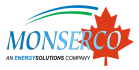 MONSERCO
AN ENERGYSOLUTIONS COMPANY